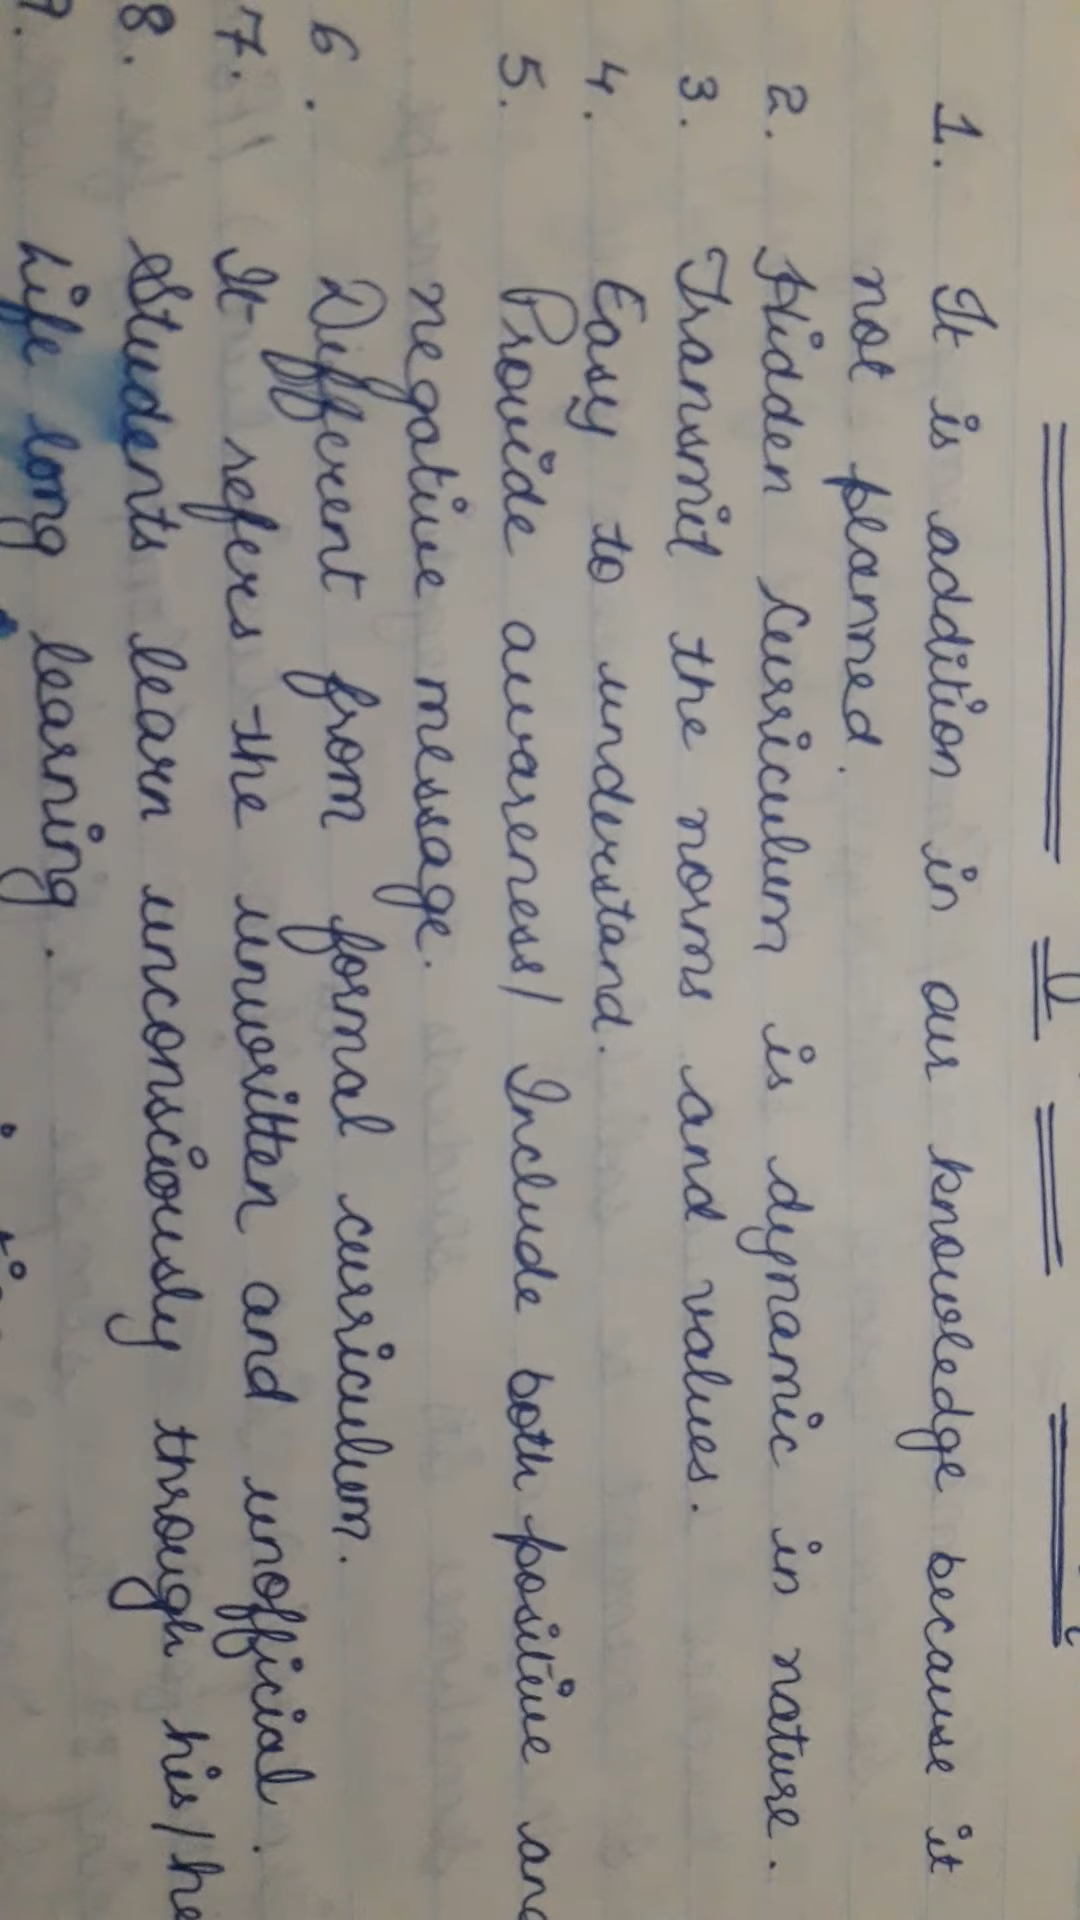 1. It is addition in our knowledge because it
not planned.
2. Hidden Curriculum is dynamic in nature.
3. Transmit the norms and values.
4. Easy to understand.
5. Provide awareness/ Include both positive and
negative message.
6. Different from formal curriculum.
7. It refers the unwritten and unofficial.
8. Students learn unconsciously through his/he
life long learning.
9.